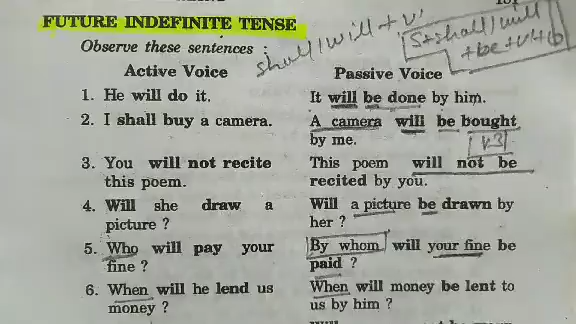 FUTURE INDEFINITE TENSE
Observe these sentences :
shall/will + v'
S+shall/will
+be+v
Active Voice Passive Voice
1. He will do it. It will be done by him.
2. I shall buy a camera. A camera will be bought
by me.
v3
3. You will not recite This poem will not be
this poem. recited by you.
4. Will she draw a Will a picture be drawn by
picture ? her ?
5. Who will pay your By whom will your fine be
fine ? paid ?
6. When will he lend us When will money be lent to
money ? us by him ?